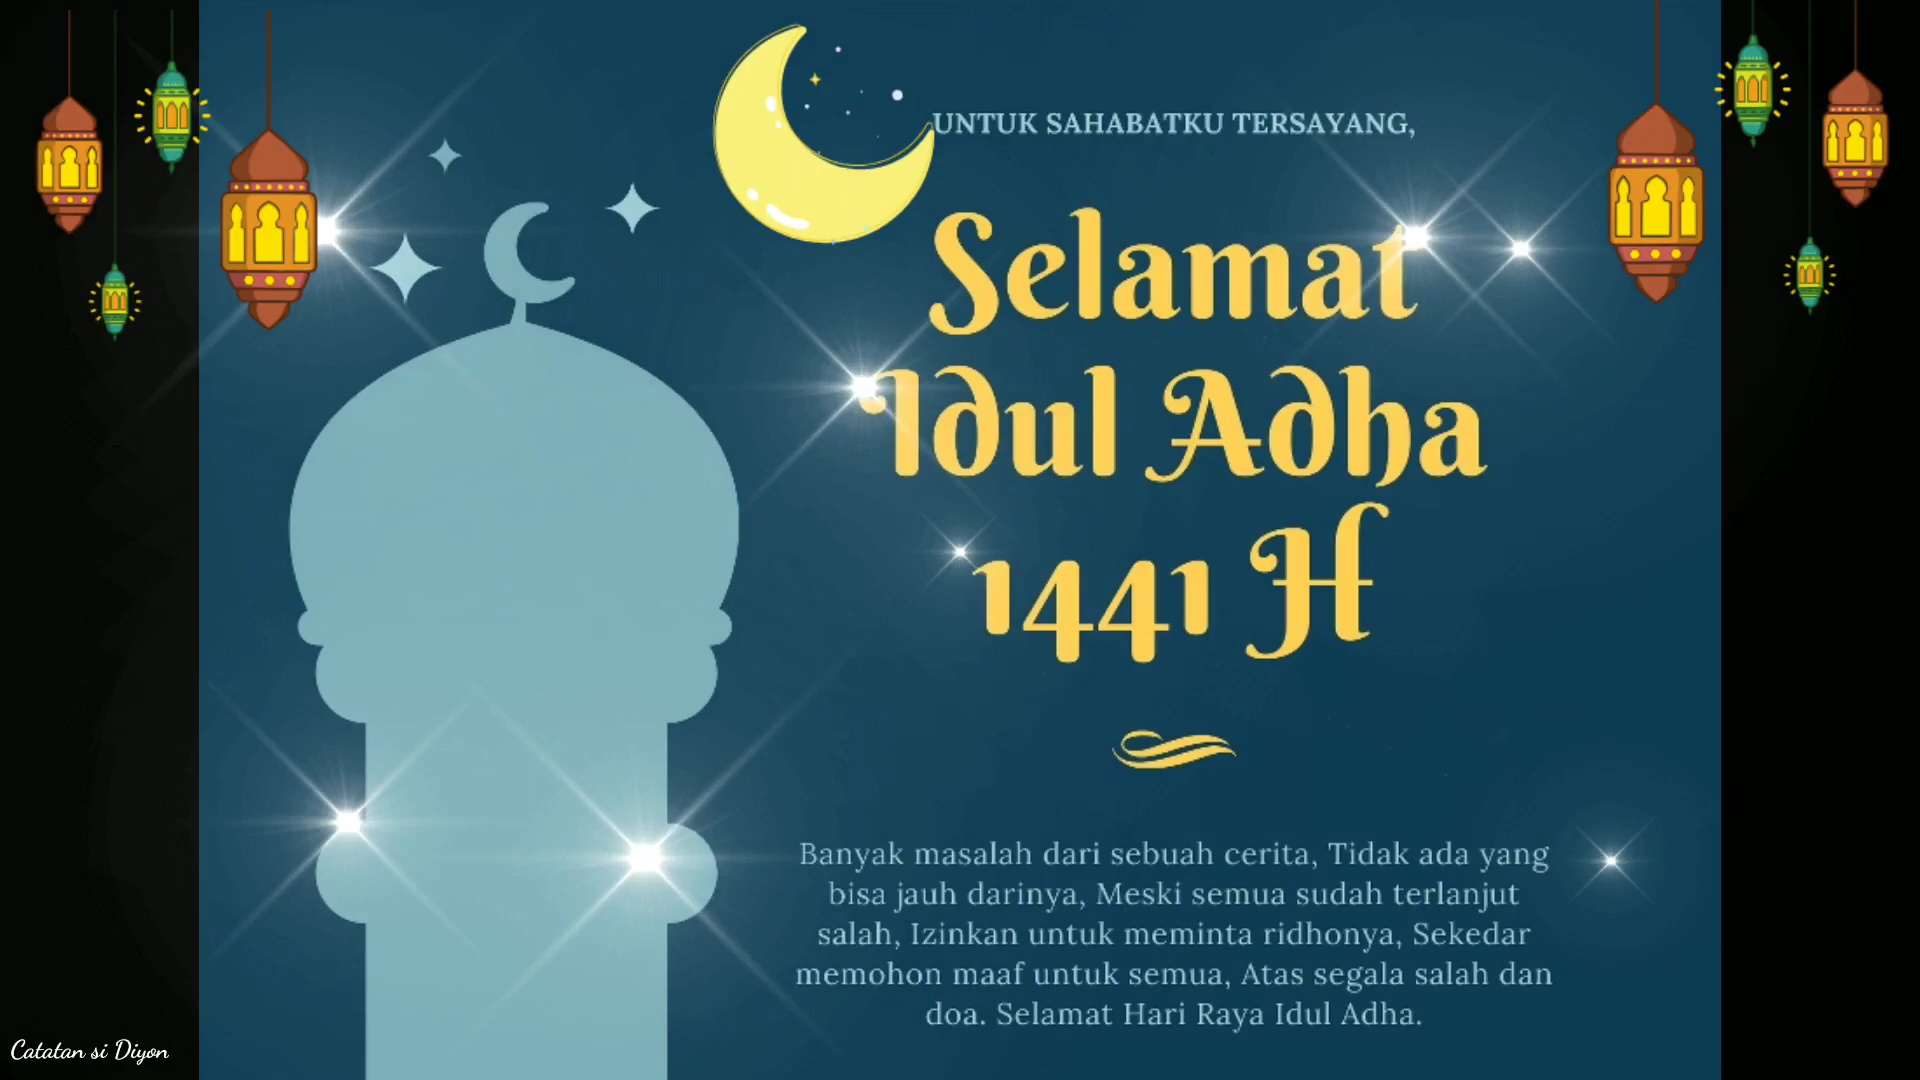 UNTUK SAHABATKU TERSAYANG,
Selamat
Idul Adha
1441 H
Banyak masalah dari sebuah cerita, Tidak ada yang
bisa jauh darinya, Meski semua sudah terlanjut
salah, Izinkan untuk meminta ridhonya, Sekedar
memohon maaf untuk semua, Atas segala salah dan
doa. Selamat Hari Raya Idul Adha.
Catatan si Diyon